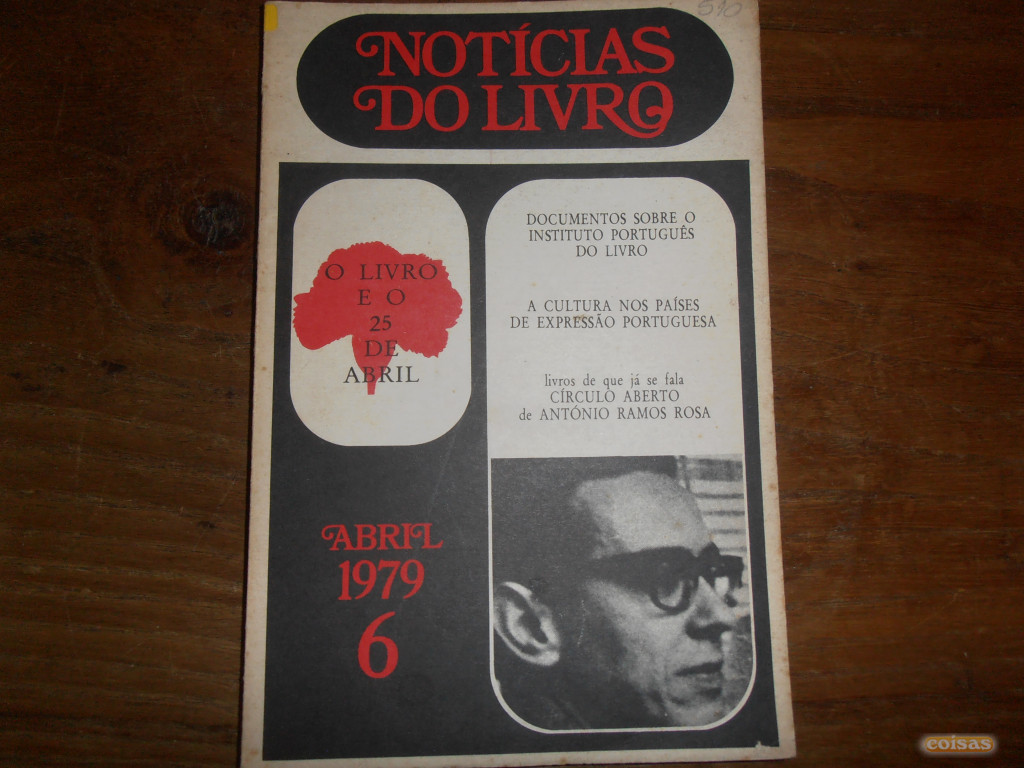 510
NOTÍCIAS
DO LIVRO
O LIVRO
E O
25
DE
ABRIL
DOCUMENTOS SOBRE O
INSTITUTO PORTUGUÊS
DO LIVRO
A CULTURA NOS PAÍSES
DE EXPRESSÃO PORTUGUESA
livros de que já se fala
CÍRCULO ABERTO
de ANTÓNIO RAMOS ROSA
ABRIL
1979
6
coisas